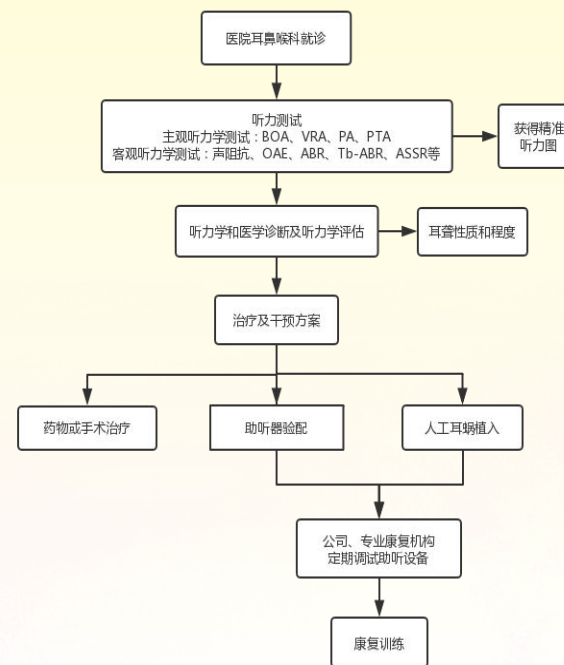 医院耳鼻喉科就诊
听力测试
主观听力学测试：BOA、VRA、PA、PTA
客观听力学测试：声阻抗、OAE、ABR、Tb-ABR、ASSR等
获得精准
听力图
听力学和医学诊断及听力学评估
耳聋性质和程度
治疗及干预方案
药物或手术治疗
助听器验配
人工耳蜗植入
公司、专业康复机构
定期调试助听设备
康复训练